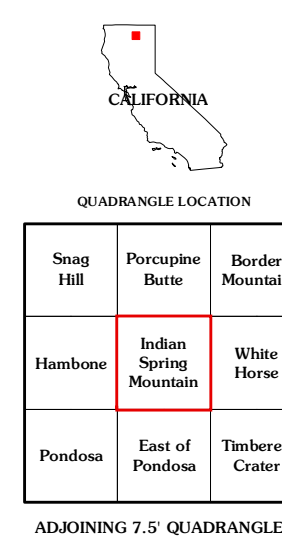 CALIFORNIA
QUADRANGLE LOCATION
Snag
Hill
Porcupine
Butte
Border
Mountai
Hambone
Indian
Spring
Mountain
White
Horse
Pondosa
East of
Pondosa
Timbere
Crater
ADJOINING 7.5' QUADRANGLE